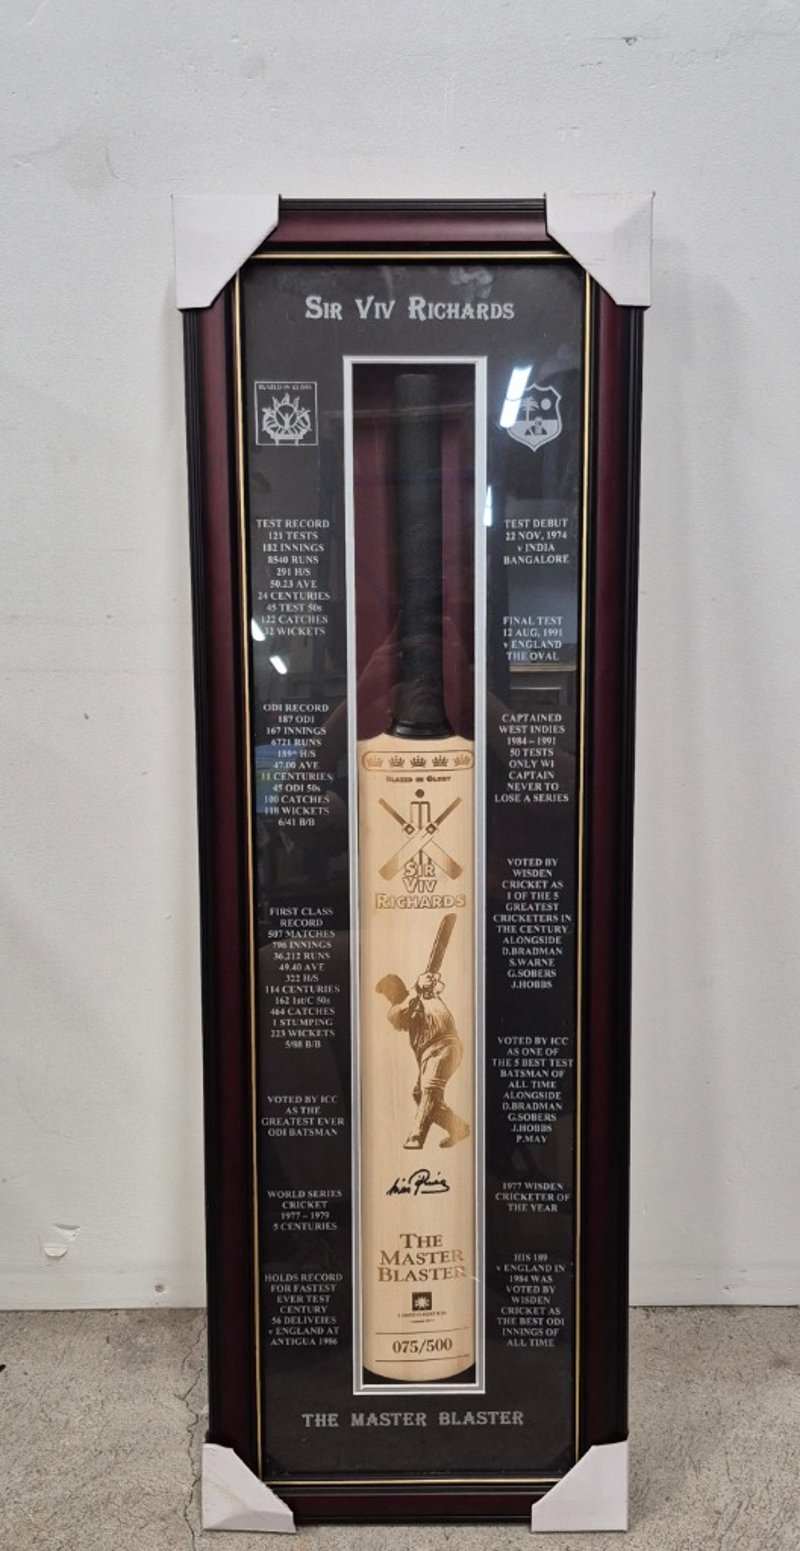 SIR VIV RICHARDS
BLAZED IN GLORY
TEST RECORD
121 TESTS
182 INNINGS
8540 RUNS
291 H/S
50.23 AVE
24 CENTURIES
45 TEST 50s
122 CATCHES
32 WICKETS
ODI RECORD
187 ODI
167 INNINGS
6721 RUNS
189* H/S
47.00 AVE
11 CENTURIES
45 ODI 50s
100 CATCHES
118 WICKETS
6/41 B/B
FIRST CLASS
RECORD
507 MATCHES
796 INNINGS
36,212 RUNS
49.40 AVE
322 H/S
114 CENTURIES
162 1st/C 50s
464 CATCHES
1 STUMPING
223 WICKETS
5/88 B/B
VOTED BY ICC
AS THE
GREATEST EVER
ODI BATSMAN
WORLD SERIES
CRICKET
1977 - 1979
5 CENTURIES
HOLDS RECORD
FOR FASTEST
EVER TEST
CENTURY
56 DELIVEIES
v ENGLAND AT
ANTIGUA 1986
BLAZED IN GLORY
SIR
VIV
RICHARDS
THE
MASTER
BLASTER
075/500
TEST DEBUT
22 NOV, 1974
v INDIA
BANGALORE
FINAL TEST
12 AUG, 1991
v ENGLAND
THE OVAL
CAPTAINED
WEST INDIES
1984 - 1991
50 TESTS
ONLY WI
CAPTAIN
NEVER TO
LOSE A SERIES
VOTED BY
WISDEN
CRICKET AS
1 OF THE 5
GREATEST
CRICKETERS IN
THE CENTURY
ALONGSIDE
D.BRADMAN
S.WARNE
G.SOBERS
J.HOBBS
VOTED BY ICC
AS ONE OF
THE 5 BEST TEST
BATSMAN OF
ALL TIME
ALONGSIDE
D.BRADMAN
G.SOBERS
J.HOBBS
P.MAY
1977 WISDEN
CRICKETER OF
THE YEAR
HIS 189
v ENGLAND IN
1984 WAS
VOTED BY
WISDEN
CRICKET AS
THE BEST ODI
INNINGS OF
ALL TIME
THE MASTER BLASTER